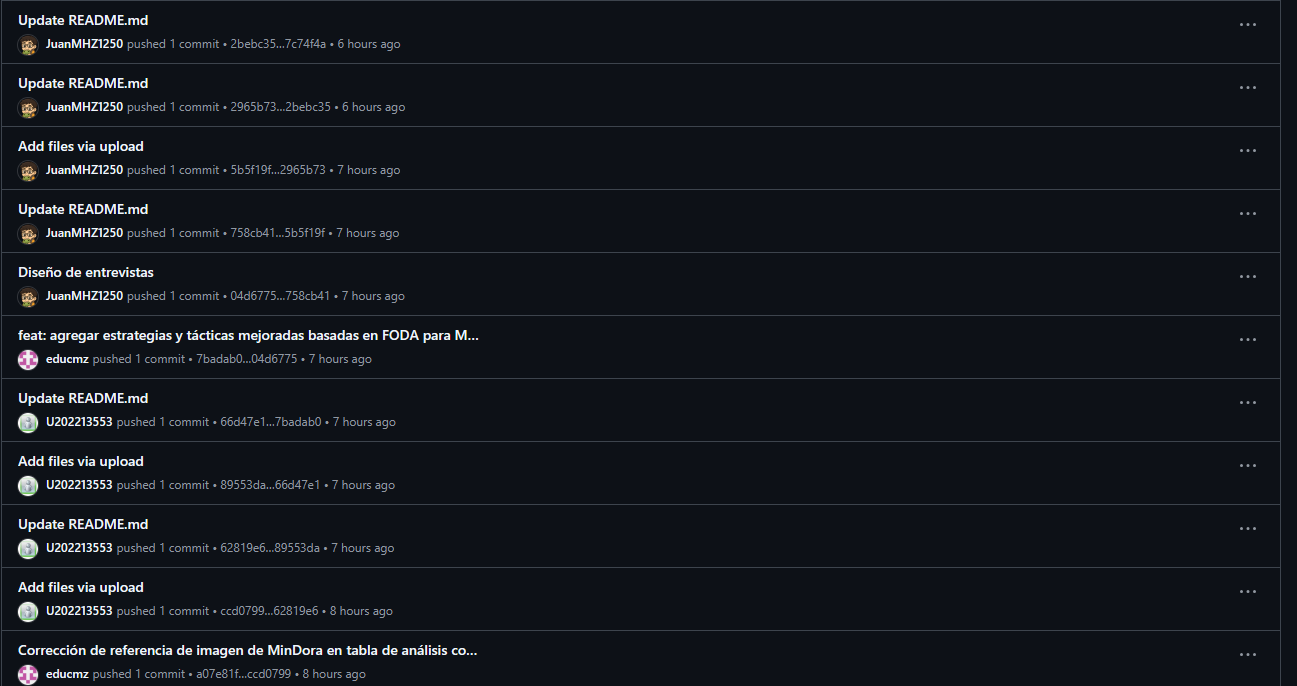 Update README.md
JuanMHZ1250 pushed 1 commit • 2bebc35...7c74f4a • 6 hours ago
Update README.md
JuanMHZ1250 pushed 1 commit • 2965b73...2bebc35 • 6 hours ago
Add files via upload
JuanMHZ1250 pushed 1 commit • 5b5f19f...2965b73 • 7 hours ago
Update README.md
JuanMHZ1250 pushed 1 commit • 758cb41...5b5f19f • 7 hours ago
Diseño de entrevistas
JuanMHZ1250 pushed 1 commit • 04d6775...758cb41 • 7 hours ago
feat: agregar estrategias y tácticas mejoradas basadas en FODA para M...
educmz pushed 1 commit • 7badab0...04d6775 • 7 hours ago
Update README.md
U202213553 pushed 1 commit • 66d47e1...7badab0 • 7 hours ago
Add files via upload
U202213553 pushed 1 commit • 89553da...66d47e1 • 7 hours ago
Update README.md
U202213553 pushed 1 commit • 62819e6...89553da • 7 hours ago
Add files via upload
U202213553 pushed 1 commit • ccd0799...62819e6 • 8 hours ago
Corrección de referencia de imagen de MinDora en tabla de análisis co...
educmz pushed 1 commit • a07e81f...ccd0799 • 8 hours ago